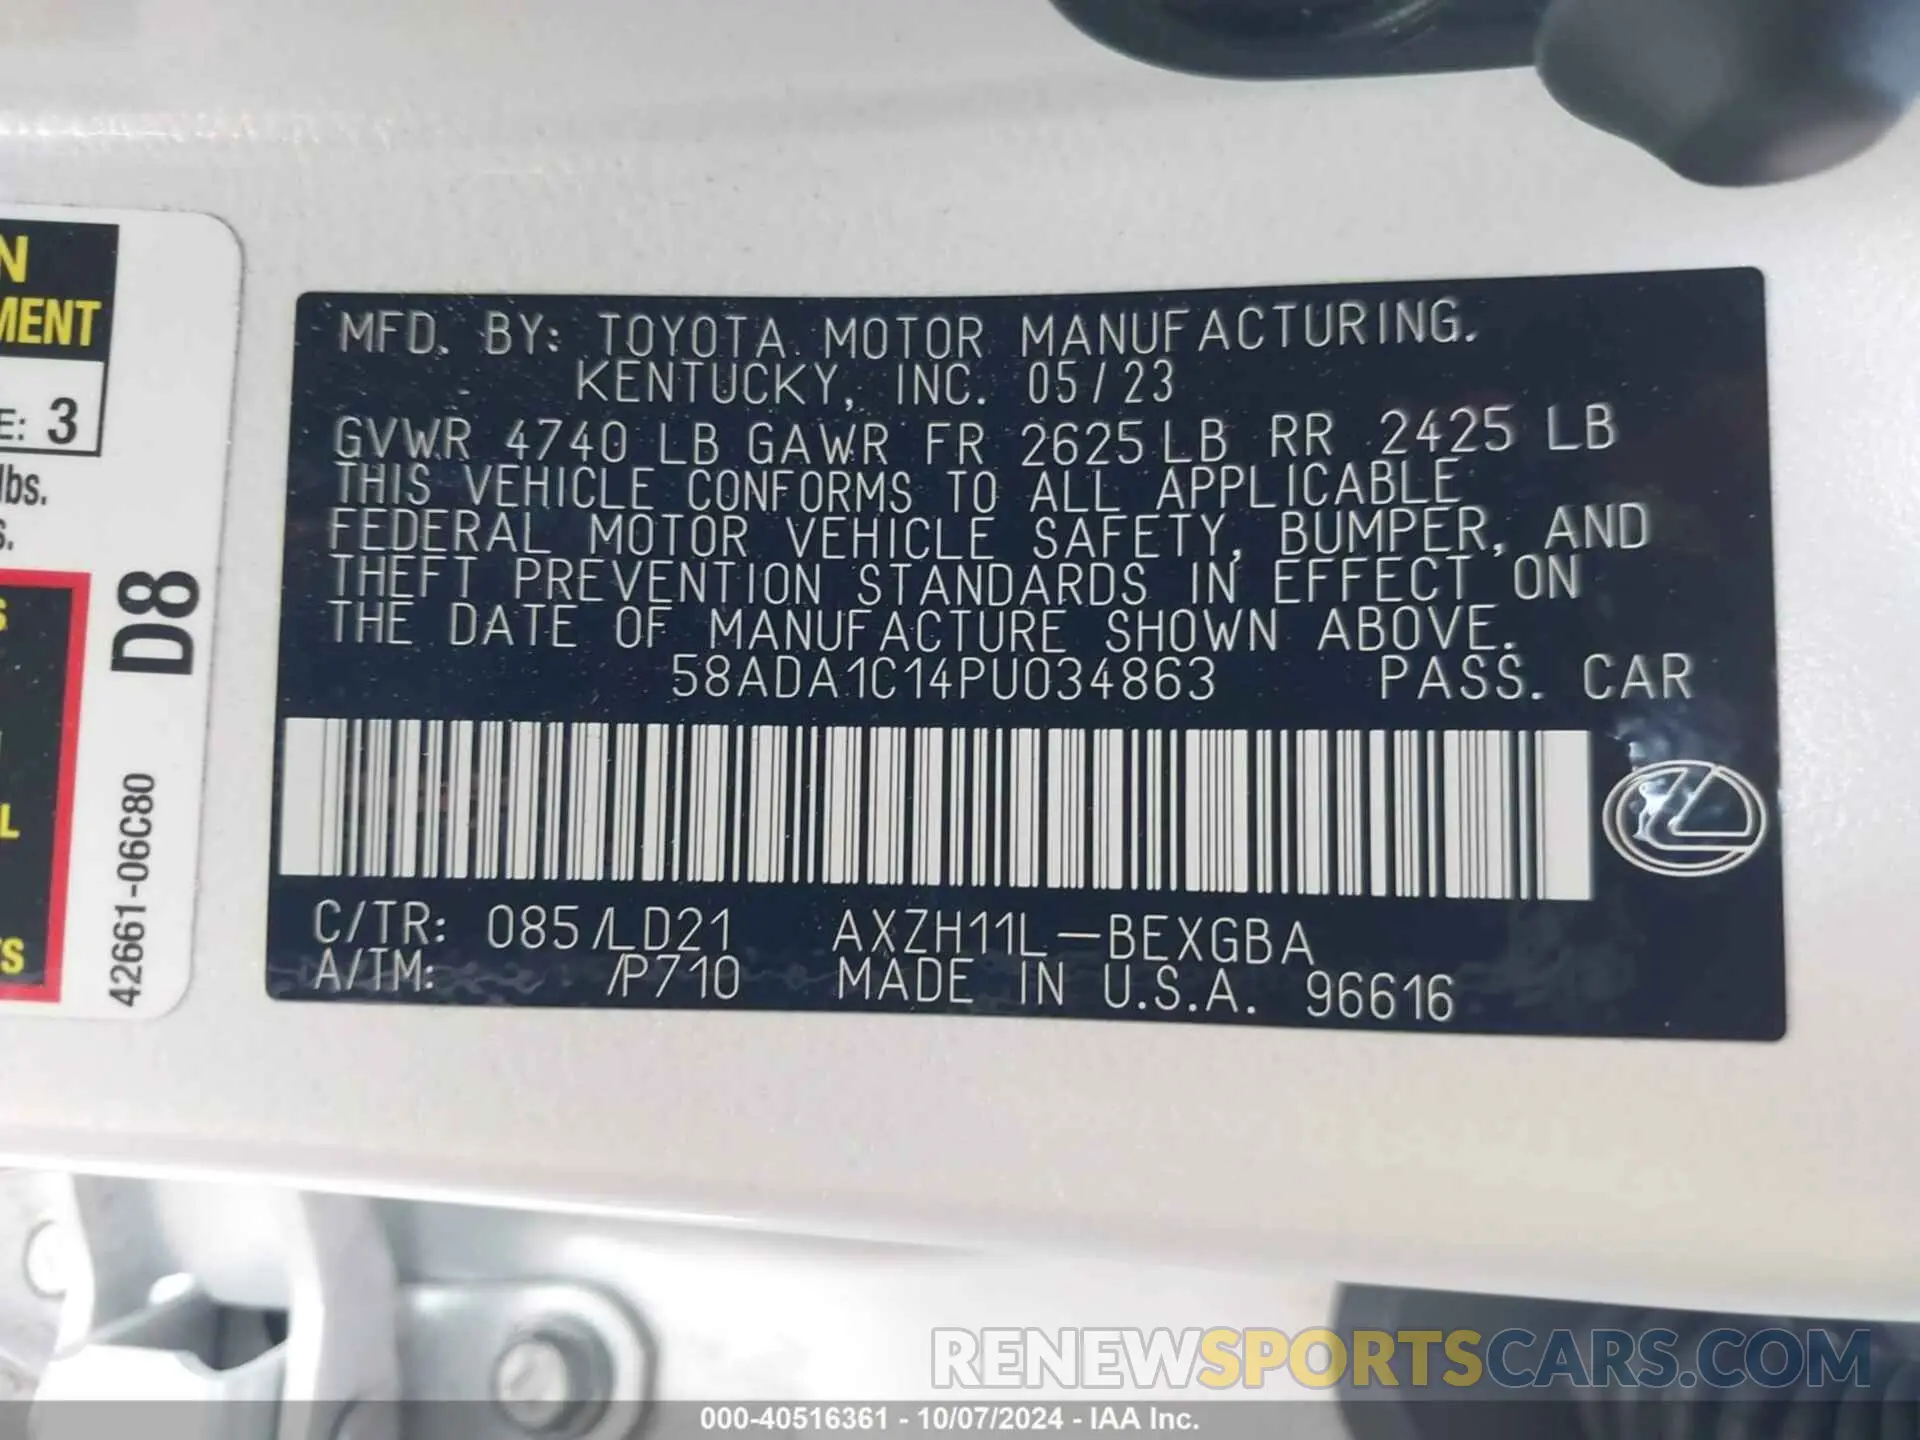 N
MENT
E: 3
lbs.
s.
S
L
TS
D8
42661-06C80
MFD. BY: TOYOTA MOTOR MANUFACTURING.
KENTUCKY, INC. 05/23
GVWR 4740 LB GAWR FR 2625 LB RR 2425 LB
THIS VEHICLE CONFORMS TO ALL APPLICABLE
FEDERAL MOTOR VEHICLE SAFETY, BUMPER, AND
THEFT PREVENTION STANDARDS IN EFFECT ON
THE DATE OF MANUFACTURE SHOWN ABOVE.
58ADA1C14PU034863 PASS. CAR
C/TR: 085/LD21 AXZH11L-BEXGBA
A/TM: /P710 MADE IN U.S.A. 96616
RENEWSPORTSCARS.COM
000-40516361 - 10/07/2024 - IAA Inc.